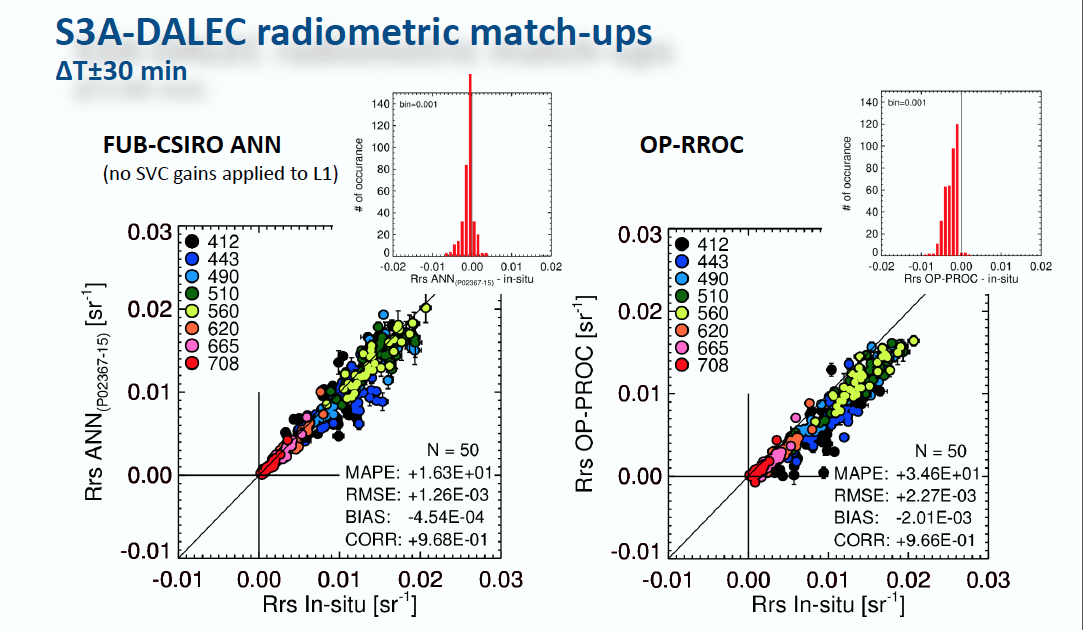 S3A-DALEC radiometric match-ups
ΔT±30 min
FUB-CSIRO ANN
(no SVC gains applied to L1)
# of occurance
140
120
100
80
60
40
20
0
bin=0.001
-0.02 -0.01 0.00 0.01 0.02
Rrs ANN(P02367-15) - in-situ
Rrs ANN(P02367-15) [sr-1]
0.03
0.02
0.01
0.00
-0.01
412
443
490
510
560
620
665
708
N = 50
MAPE: +1.63E+01
RMSE: +1.26E-03
BIAS: -4.54E-04
CORR: +9.68E-01
-0.01 0.00 0.01 0.02 0.03
Rrs In-situ [sr-1]
OP-RROC
# of occurance
140
120
100
80
60
40
20
0
bin=0.001
-0.02 -0.01 0.00 0.01 0.02
Rrs OP-PROC - in-situ
Rrs OP-PROC [sr-1]
0.03
0.02
0.01
0.00
-0.01
412
443
490
510
560
620
665
708
N = 50
MAPE: +3.46E+01
RMSE: +2.27E-03
BIAS: -2.01E-03
CORR: +9.66E-01
-0.01 0.00 0.01 0.02 0.03
Rrs In-situ [sr-1]